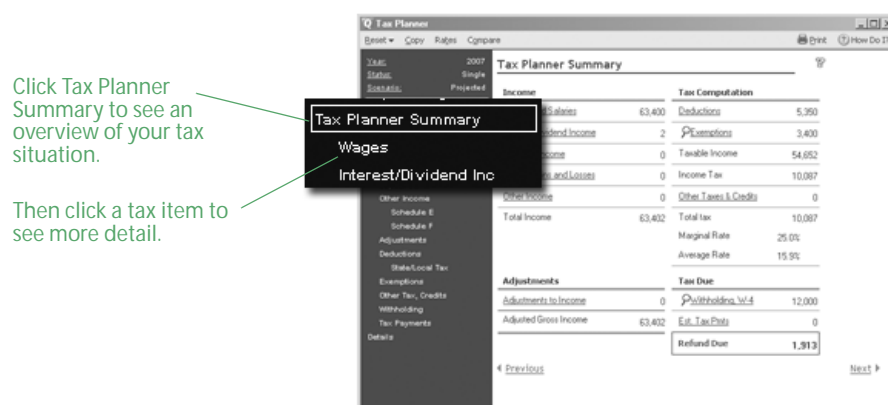 Click Tax Planner
Summary to see an
overview of your tax
situation.
Then click a tax item to
see more detail.
Tax Planner
Reset Copy Rates Compare Print How Do I
Year: 2007
Status: Single
Scenario: Projected
Tax Planner Summary
Wages
Interest/Dividend Inc
Other Income
Schedule E
Schedule F
Adjustments
Deductions
State/Local Tax
Exemptions
Other Tax, Credits
Withholding
Tax Payments
Details
Tax Planner Summary
Income
Salaries 63,400
Income 2
0
and Losses 0
Other Income 0
Total Income 63,402
Adjustments
Adjustments to Income 0
Adjusted Gross Income 63,402
Tax Computation
Deductions 5,350
Exemptions 3,400
Taxable Income 54,652
Income Tax 10,087
Other Taxes & Credits 0
Total tax 10,087
Marginal Rate 25.0%
Average Rate 15.9%
Tax Due
Withholding, W-4 12,000
Est. Tax Pmts 0
Refund Due 1,913
Previous Next